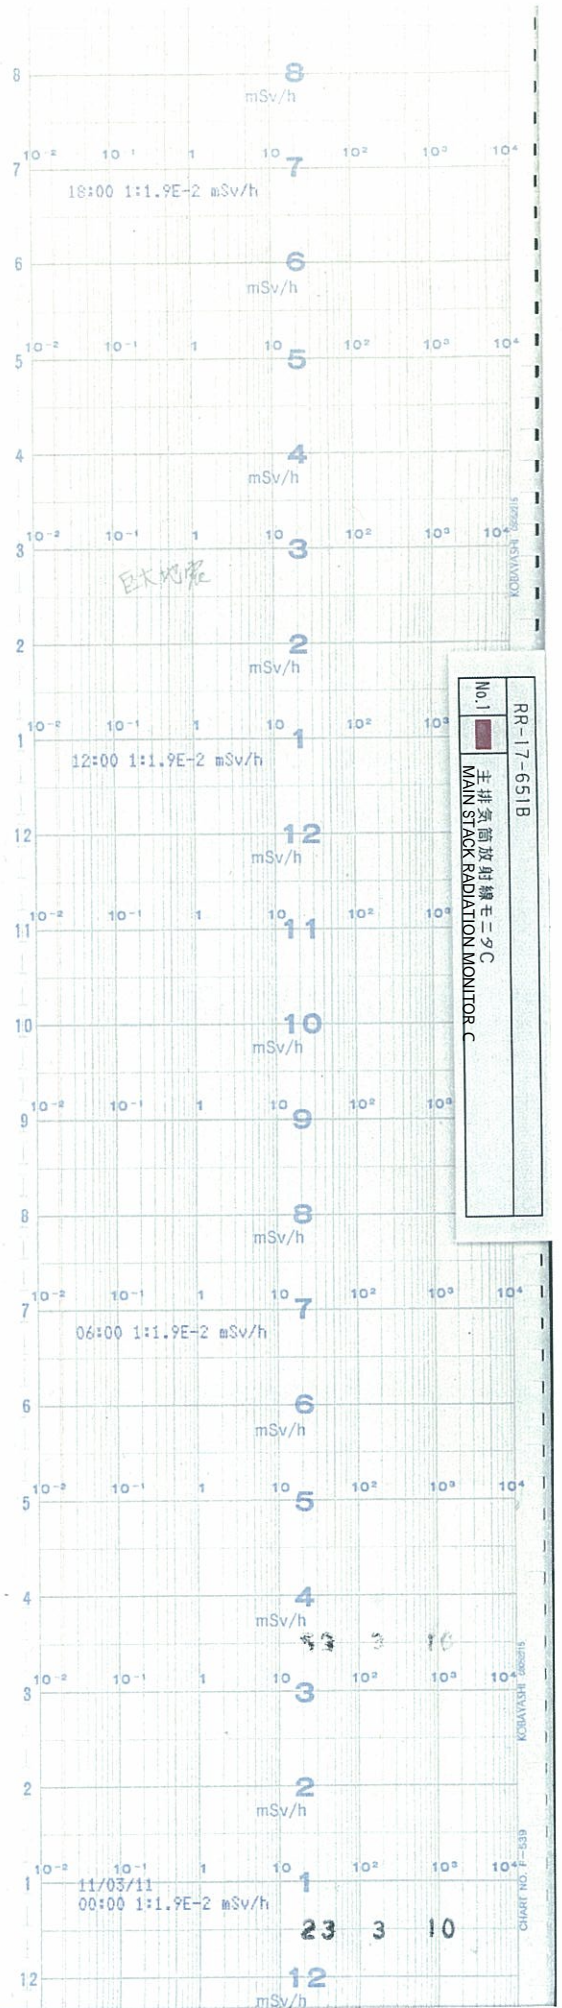 8 8
mSv/h
10⁻² 10⁻¹ 1 10 10² 10³ 10⁴
7 7
18:00 1:1.9E-2 mSv/h
6 6
mSv/h
10⁻² 10⁻¹ 1 10 10² 10³ 10⁴
5 5
4 4
mSv/h
10⁻² 10⁻¹ 1 10 10² 10³ 10⁴
3 3
巨大地震
2 2
mSv/h
10⁻² 10⁻¹ 1 10 10² 10³
1 1
12:00 1:1.9E-2 mSv/h
RR-17-651B
No.1 主排気筒放射線モニタC
MAIN STACK RADIATION MONITOR C
12 12
mSv/h
10⁻² 10⁻¹ 1 10 10² 10³
11 11
10 10
mSv/h
10⁻² 10⁻¹ 1 10 10² 10³
9 9
8 8
mSv/h
10⁻² 10⁻¹ 1 10 10² 10³ 10⁴
7 7
06:00 1:1.9E-2 mSv/h
6 6
mSv/h
10⁻² 10⁻¹ 1 10 10² 10³ 10⁴
5 5
4 4
mSv/h
10⁻² 10⁻¹ 1 10 10² 10³ 10⁴
3 3
KOBAYASHI
2 2
mSv/h
10⁻² 10⁻¹ 1 10 10² 10³ 10⁴
1 1
11/03/11
00:00 1:1.9E-2 mSv/h
CHART NO. P-539
23 3 10
12 12
mSv/h